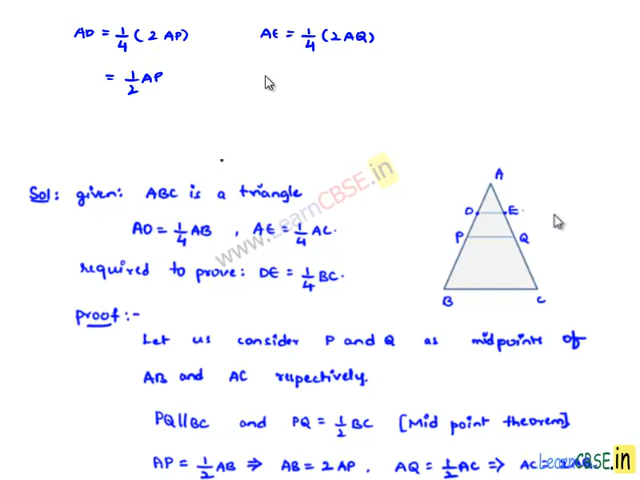 AD = 1/4 ( 2 AP)    AE = 1/4 (2AQ)
= 1/2 AP
Sol: given: ABC is a triangle
AD = 1/4 AB , AE = 1/4 AC.
required to prove: DE = 1/4 BC.
proof :-
Let us consider P and Q as midpoints of
AB and AC respectively.
PQ||BC and PQ = 1/2 BC [Mid point theorem]
AP = 1/2 AB ⇒ AB = 2 AP , AQ = 1/2 AC ⇒ AC =
A
D E
P Q
B C
www.LearnCBSE.in
LearnCBSE.in